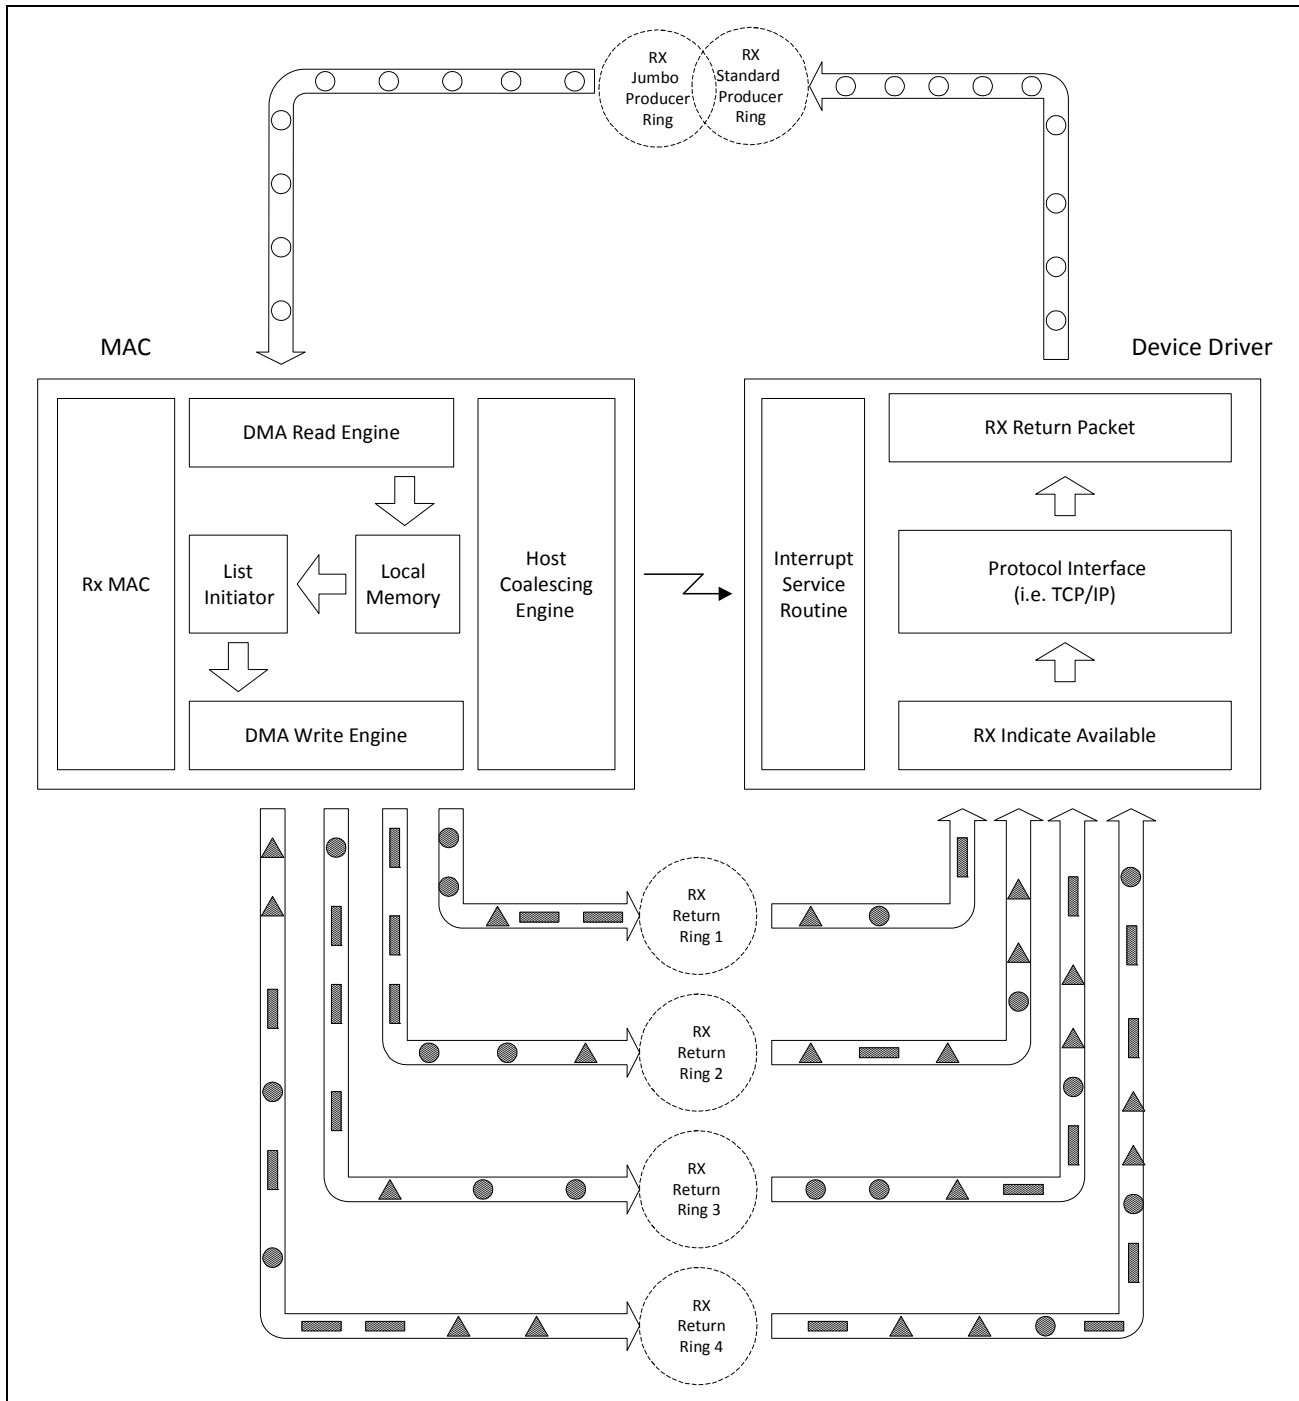 RX
Jumbo
Producer
Ring
RX
Standard
Producer
Ring
MAC
Device Driver
Rx MAC
DMA Read Engine
List
Initiator
Local
Memory
DMA Write Engine
Host
Coalescing
Engine
Interrupt
Service
Routine
RX Return Packet
Protocol Interface
(i.e. TCP/IP)
RX Indicate Available
RX
Return
Ring 1
RX
Return
Ring 2
RX
Return
Ring 3
RX
Return
Ring 4